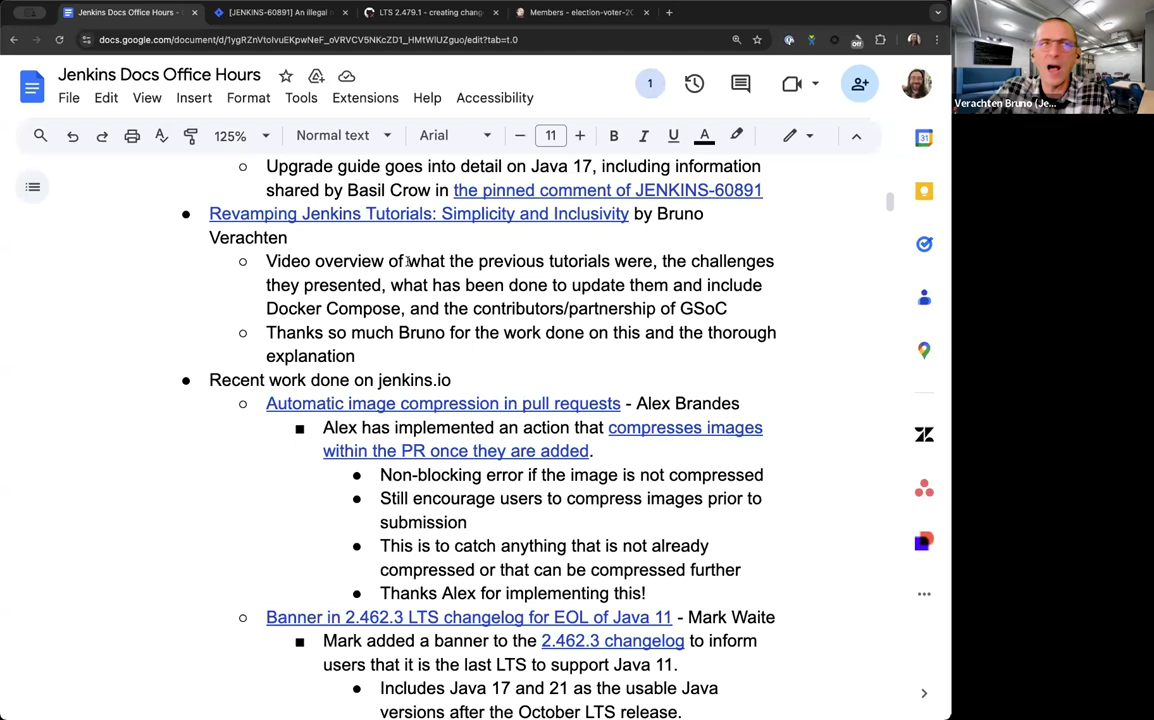 Jenkins Docs Office Hours -
[JENKINS-60891] An illegal r
LTS 2.479.1 - creating chang
Members - election-voter-20
docs.google.com/document/d/1ygRZnVtoIvuEKpwNeF_oVRVCV5NKcZD1_HMtWlUZguo/edit?tab=t.0
Off
Verachten Bruno (Je...
Jenkins Docs Office Hours
File Edit View Insert Format Tools Extensions Help Accessibility
1
125% Normal text Arial 11 B I U A
31
Upgrade guide goes into detail on Java 17, including information
shared by Basil Crow in the pinned comment of JENKINS-60891
Revamping Jenkins Tutorials: Simplicity and Inclusivity by Bruno
Verachten
Video overview of what the previous tutorials were, the challenges
they presented, what has been done to update them and include
Docker Compose, and the contributors/partnership of GSoC
Thanks so much Bruno for the work done on this and the thorough
explanation
Recent work done on jenkins.io
Automatic image compression in pull requests - Alex Brandes
Alex has implemented an action that compresses images
within the PR once they are added.
Non-blocking error if the image is not compressed
Still encourage users to compress images prior to
submission
This is to catch anything that is not already
compressed or that can be compressed further
Thanks Alex for implementing this!
Banner in 2.462.3 LTS changelog for EOL of Java 11 - Mark Waite
Mark added a banner to the 2.462.3 changelog to inform
users that it is the last LTS to support Java 11.
Includes Java 17 and 21 as the usable Java
versions after the October LTS release.